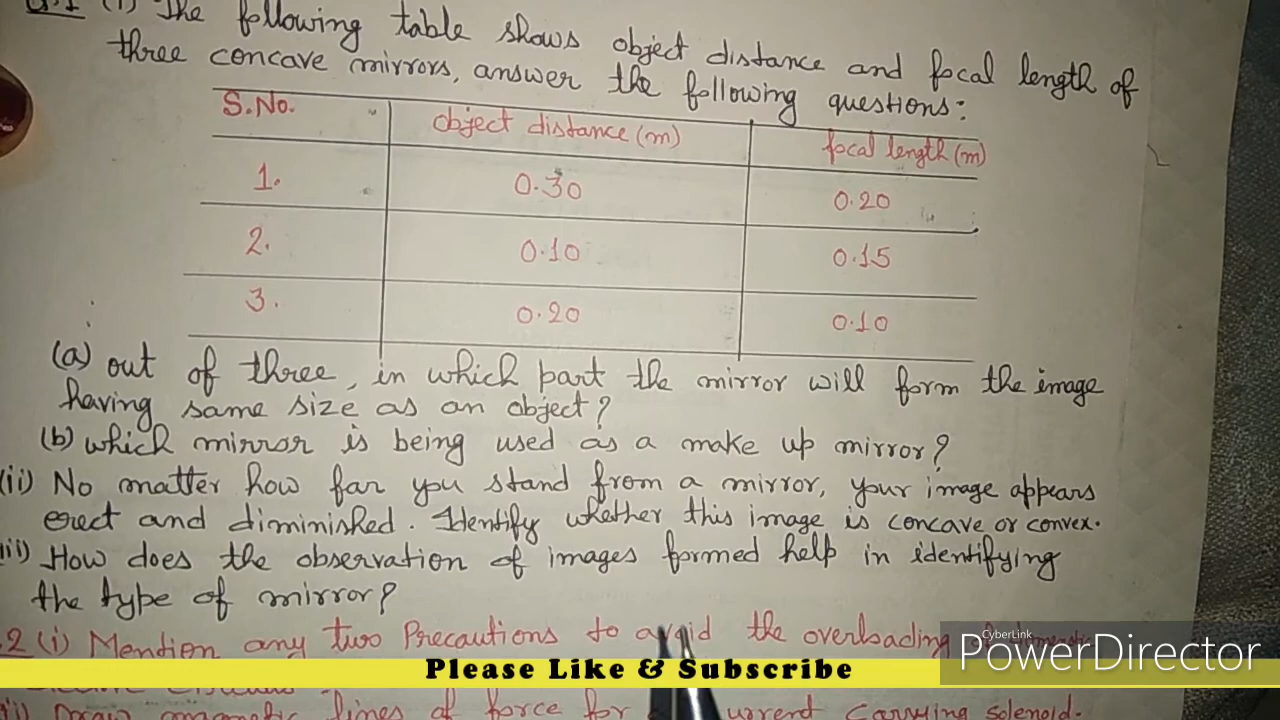 Q.1 (i) The following table shows object distance and focal length of
three concave mirrors, answer the following questions:
S.No. object distance (m) focal length (m)
1. 0.30 0.20
2. 0.10 0.15
3. 0.20 0.10
(a) out of three, in which part the mirror will form the image
having same size as an object?
(b) which mirror is being used as a make up mirror?
(ii) No matter how far you stand from a mirror, your image appears
erect and diminished. Identify whether this image is concave or convex.
iii) How does the observation of images formed help in identifying
the type of mirror?
.2 (i) Mention any two Precautions to avoid the overloading of
CyberLink
PowerDirector
Please Like & Subscribe
ii) Draw magnetic lines of force for current carrying solenoid.